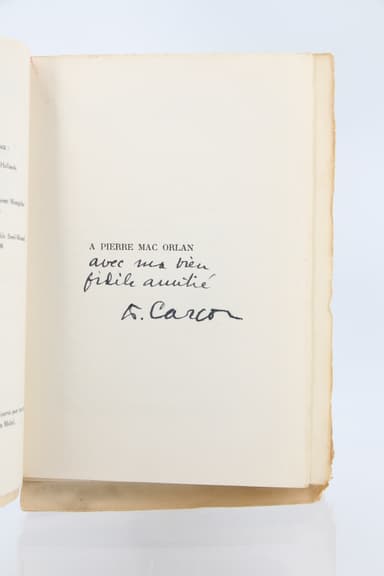 A PIERRE MAC ORLAN
avec ma bien
fidèle amitié
F. Carco